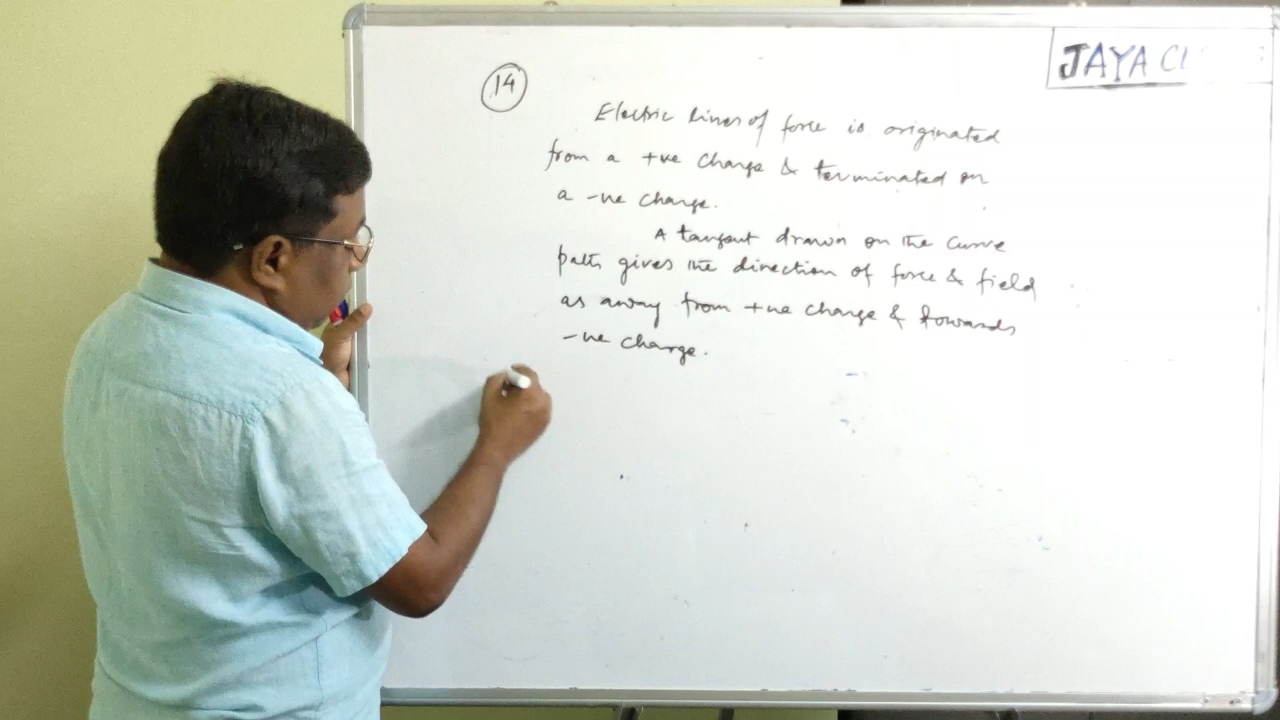 JAYA CL
14
Electric lines of force is originated
from a +ve charge & terminated on
a -ve charge.
A tangent drawn on the curve
path gives the direction of force & field
as away from +ve charge & towards
-ve charge.